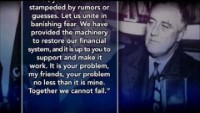 stampeded by rumors or
guesses. Let us unite in
banishing fear. We have
provided the machinery
to restore our financial
system, and it is up to you to
support and make it
work. It is your problem,
my friends, your problem
no less than it is mine.
Together we cannot fail."